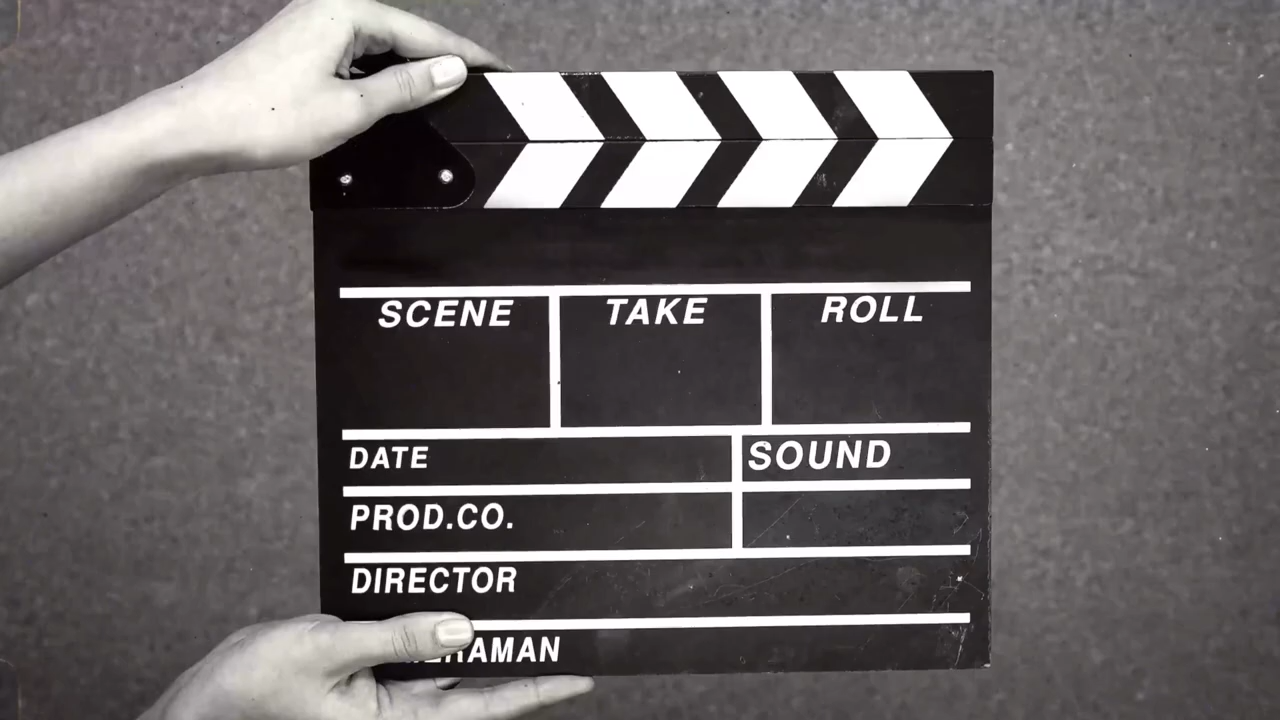 SCENE TAKE ROLL
DATE SOUND
PROD.CO.
DIRECTOR